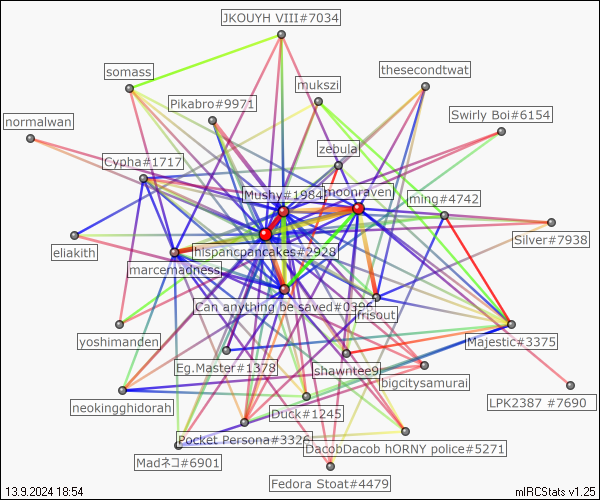 JKOUYH VIII#7034
somass
thesecondtwat
mukszi
Pikabro#9971
Swirly Boi#6154
normalwan
zebula
Cypha#1717
Mushy#1984
moonraven
ming#4742
Silver#7938
eliakith
hispancpancakes#2928
marcemadness
Can anything be saved#0396
frisout
yoshimanden
Majestic#3375
Eg.Master#1378
shawntee9
bigcitysamurai
LPK2387 #7690
neokingghidorah
Duck#1245
Pocket Persona#3326
DacobDacob hORNY police#5271
Madネコ#6901
Fedora Stoat#4479
13.9.2024 18:54
mIRCStats v1.25